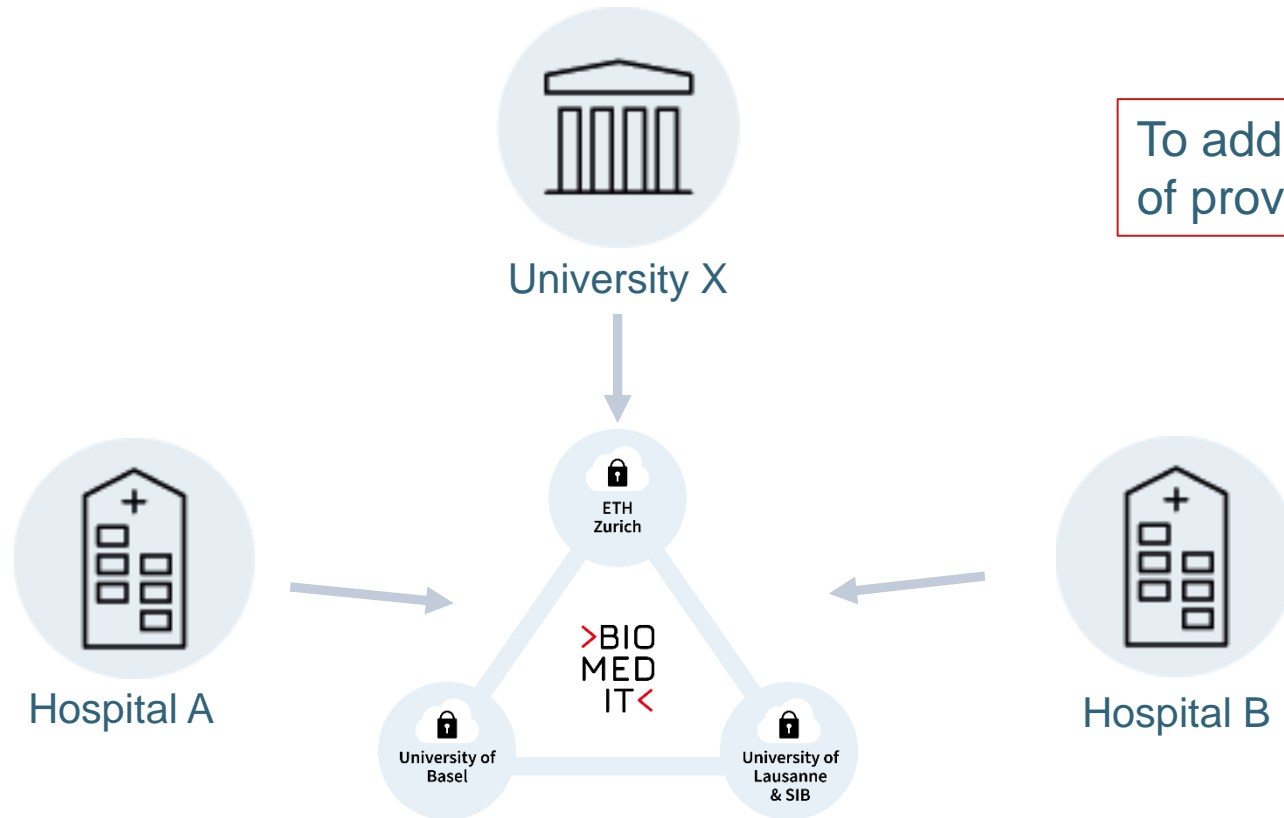 To add
of prov
University X
ETH
Zurich
>BIO
MED
IT<
Hospital A
Hospital B
University of
Basel
University of
Lausanne
& SIB